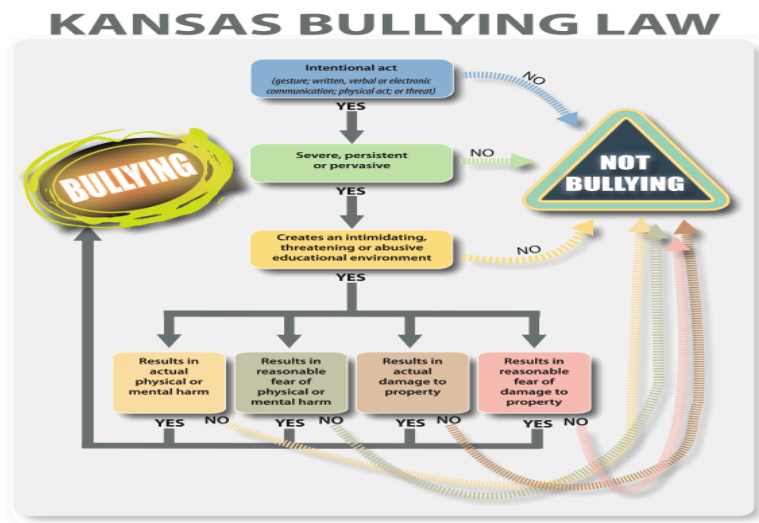 KANSAS BULLYING LAW
Intentional act
(gesture; written, verbal or electronic
communication; physical act; or threat)
NO
YES
Severe, persistent
or pervasive
NO
NOT
BULLYING
BULLYING
YES
Creates an intimidating,
threatening or abusive
educational environment
NO
YES
Results in
actual
physical or
mental harm
Results in
reasonable
fear of
physical or
mental harm
Results in
actual
damage to
property
Results in
reasonable
fear of
damage to
property
YES NO
YES NO
YES NO
YES NO